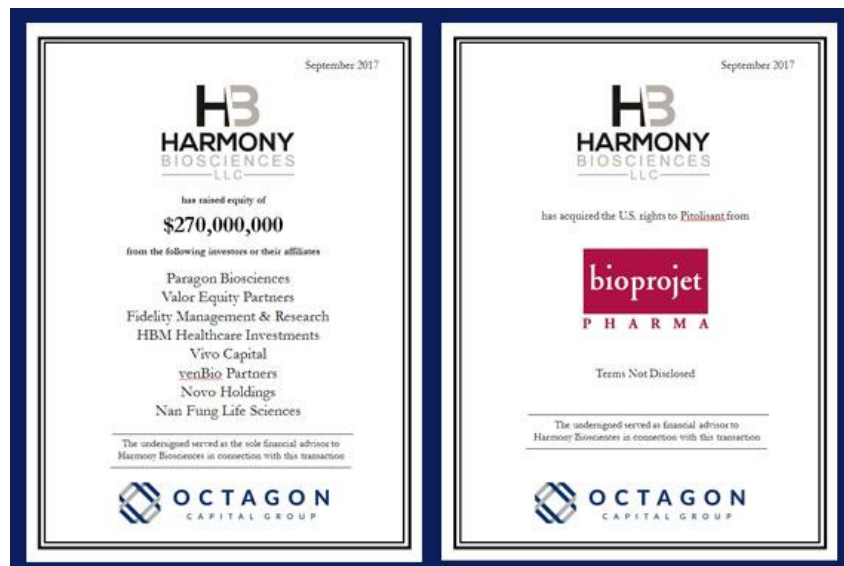 September 2017
HB
HARMONY
BIOSCIENCES
LLC
has raised equity of
$270,000,000
from the following investors or their affiliates
Paragon Biosciences
Valor Equity Partners
Fidelity Management & Research
HBM Healthcare Investments
Vivo Capital
venBio Partners
Novo Holdings
Nan Fung Life Sciences
The undersigned served as the sole financial advisor to
Harmony Biosciences in connection with this transaction
OCTAGON
CAPITAL GROUP
September 2017
HB
HARMONY
BIOSCIENCES
LLC
has acquired the U.S. rights to Pitolisant from
bioprojet
PHARMA
Terms Not Disclosed
The undersigned served as financial advisor to
Harmony Biosciences in connection with this transaction
OCTAGON
CAPITAL GROUP